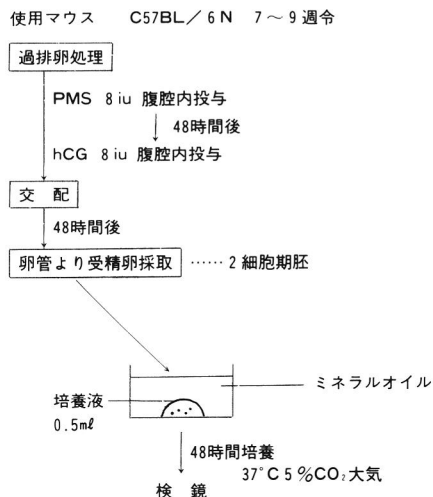 使用マウス C57BL/6N 7~9週令
過排卵処理
PMS 8iu 腹腔内投与
48時間後
hCG 8iu 腹腔内投与
交 配
48時間後
卵管より受精卵採取 …… 2細胞期胚
ミネラルオイル
培養液
0.5ml
48時間培養
37°C 5%CO₂大気
検 鏡